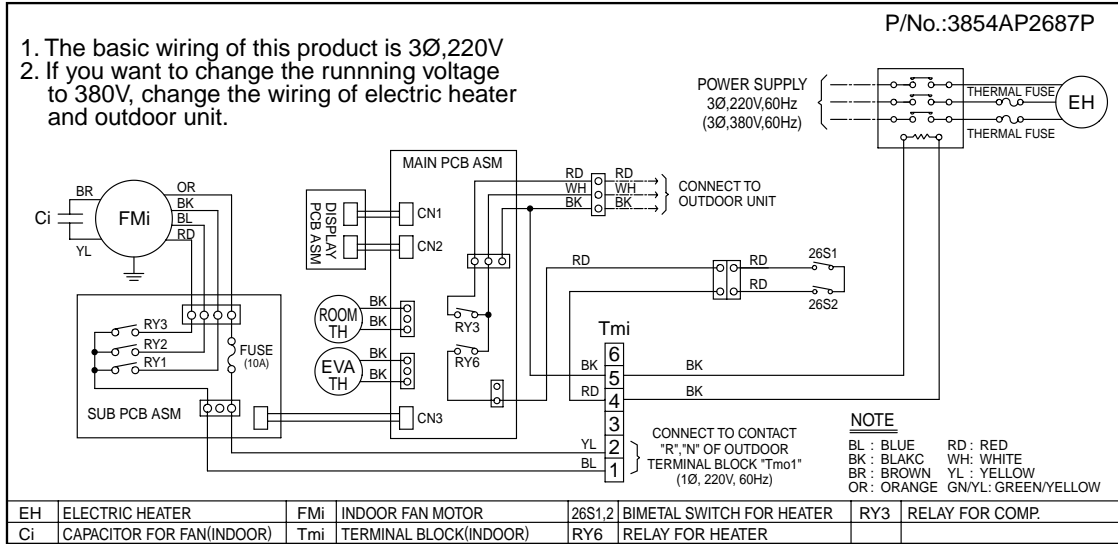 P/No.:3854AP2687P
1. The basic wiring of this product is 3Ø,220V
2. If you want to change the runnning voltage
to 380V, change the wiring of electric heater
and outdoor unit.
POWER SUPPLY
3Ø,220V,60Hz
(3Ø,380V,60Hz)
THERMAL FUSE
EH
THERMAL FUSE
MAIN PCB ASM
RD RD
WH WH
BK BK
CONNECT TO
OUTDOOR UNIT
BR
OR
BK
BL
RD
Ci
FMi
YL
DISPLAY
PCB ASM
CN1
CN2
RD
RD
26S1
RD
26S2
ROOM
TH
BK
BK
RY3
RY6
Tmi
EVA
TH
BK
BK
RY3
RY2
RY1
FUSE
(10A)
SUB PCB ASM
CN3
6
BK
5
BK
RD
4
BK
3
YL
2
BL
1
CONNECT TO CONTACT
"R","N" OF OUTDOOR
TERMINAL BLOCK "Tmo1"
(1Ø, 220V, 60Hz)
NOTE
BL : BLUE RD : RED
BK : BLAKC WH: WHITE
BR : BROWN YL : YELLOW
OR : ORANGE GN/YL: GREEN/YELLOW
EH ELECTRIC HEATER FMi INDOOR FAN MOTOR 26S1,2 BIMETAL SWITCH FOR HEATER RY3 RELAY FOR COMP.
Ci CAPACITOR FOR FAN(INDOOR) Tmi TERMINAL BLOCK(INDOOR) RY6 RELAY FOR HEATER